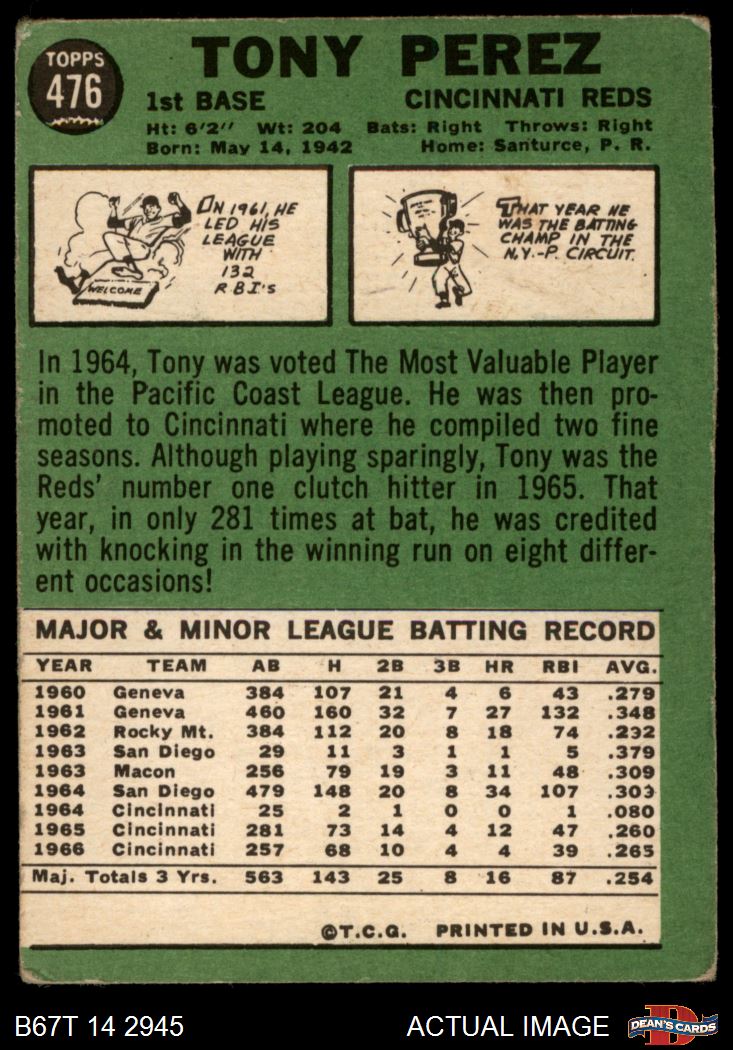 TOPPS
476
TONY PEREZ
1st BASE CINCINNATI REDS
Ht: 6'2" Wt: 204 Bats: Right Throws: Right
Born: May 14, 1942 Home: Santurce, P. R.
ON 1961, HE
LED HIS
LEAGUE
WITH
132
RBI'S
WELCOME
THAT YEAR HE
WAS THE BATTING
CHAMP IN THE
N.Y.-P. CIRCUIT.
In 1964, Tony was voted The Most Valuable Player
in the Pacific Coast League. He was then pro-
moted to Cincinnati where he compiled two fine
seasons. Although playing sparingly, Tony was the
Reds' number one clutch hitter in 1965. That
year, in only 281 times at bat, he was credited
with knocking in the winning run on eight differ-
ent occasions!
MAJOR & MINOR LEAGUE BATTING RECORD
YEAR TEAM AB H 2B 3B HR RBI AVG.
1960 Geneva 384 107 21 4 6 43 .279
1961 Geneva 460 160 32 7 27 132 .348
1962 Rocky Mt. 384 112 20 8 18 74 .292
1963 San Diego 29 11 3 1 1 5 .379
1963 Macon 256 79 19 3 11 48 .309
1964 San Diego 479 148 20 8 34 107 .303
1964 Cincinnati 25 2 1 0 0 1 .080
1965 Cincinnati 281 73 14 4 12 47 .260
1966 Cincinnati 257 68 10 4 4 39 .265
Maj. Totals 3 Yrs. 563 143 25 8 16 87 .254
©T.C.G. PRINTED IN U.S.A.
B67T 14 2945 ACTUAL IMAGE D DEAN'S CARDS